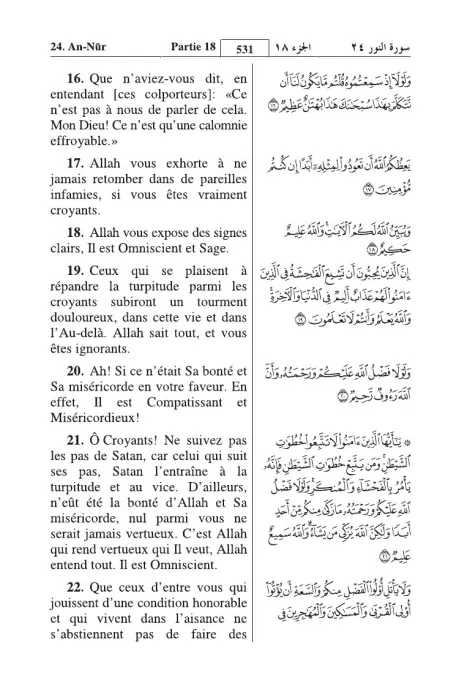 24. An-Nūr Partie 18 531 الجزء ١٨ سورة النور ٢٤
16. Que n’aviez-vous dit, en
entendant [ces colporteurs]: «Ce
n’est pas à nous de parler de cela.
Mon Dieu! Ce n’est qu’une calomnie
effroyable.»
17. Allah vous exhorte à ne
jamais retomber dans de pareilles
infamies, si vous êtes vraiment
croyants.
18. Allah vous expose des signes
clairs, Il est Omniscient et Sage.
19. Ceux qui se plaisent à
répandre la turpitude parmi les
croyants subiront un tourment
douloureux, dans cette vie et dans
l’Au-delà. Allah sait tout, et vous
êtes ignorants.
20. Ah! Si ce n’était Sa bonté et
Sa miséricorde en votre faveur. En
effet, Il est Compatissant et
Miséricordieux!
21. Ô Croyants! Ne suivez pas
les pas de Satan, car celui qui suit
ses pas, Satan l’entraîne à la
turpitude et au vice. D’ailleurs,
n’eût été la bonté d’Allah et Sa
miséricorde, nul parmi vous ne
serait jamais vertueux. C’est Allah
qui rend vertueux qui Il veut, Allah
entend tout. Il est Omniscient.
22. Que ceux d’entre vous qui
jouissent d’une condition honorable
et qui vivent dans l’aisance ne
s’abstiennent pas de faire des
وَلَوْلَآ إِذْ سَمِعْتُمُوهُ قُلْتُم مَّا يَكُونُ لَنَآ أَن
نَّتَكَلَّمَ بِهَٰذَا سُبْحَٰنَكَ هَٰذَا بُهْتَٰنٌ عَظِيمٌ ١٦
يَعِظُكُمُ ٱللَّهُ أَن تَعُودُواْ لِمِثْلِهِۦٓ أَبَدًا إِن كُنتُم
مُّؤْمِنِينَ ١٧
وَيُبَيِّنُ ٱللَّهُ لَكُمُ ٱلْأٓيَٰتِ وَٱللَّهُ عَلِيمٌ
حَكِيمٌ ١٨
إِنَّ ٱلَّذِينَ يُحِبُّونَ أَن تَشِيعَ ٱلْفَٰحِشَةُ فِى ٱلَّذِينَ
ءَامَنُواْ لَهُمْ عَذَابٌ أَلِيمٌ فِى ٱلدُّنْيَا وَٱلْأٓخِرَةِ
وَٱللَّهُ يَعْلَمُ وَأَنتُمْ لَا تَعْلَمُونَ ١٩
وَلَوْلَا فَضْلُ ٱللَّهِ عَلَيْكُمْ وَرَحْمَتُهُۥ وَأَنَّ
ٱللَّهَ رَءُوفٌ رَّحِيمٌ ٢٠
۞ يَٰٓأَيُّهَا ٱلَّذِينَ ءَامَنُواْ لَا تَتَّبِعُواْ خُطُوَٰتِ
ٱلشَّيْطَٰنِ وَمَن يَتَّبِعْ خُطُوَٰتِ ٱلشَّيْطَٰنِ فَإِنَّهُۥ
يَأْمُرُ بِٱلْفَحْشَآءِ وَٱلْمُنكَرِ وَلَوْلَا فَضْلُ
ٱللَّهِ عَلَيْكُمْ وَرَحْمَتُهُۥ مَا زَكَىٰ مِنكُم مِّنْ أَحَدٍ
أَبَدًا وَلَٰكِنَّ ٱللَّهَ يُزَكِّى مَن يَشَآءُ وَٱللَّهُ سَمِيعٌ
عَلِيمٌ ٢١
وَلَا يَأْتَلِ أُوْلُواْ ٱلْفَضْلِ مِنكُمْ وَٱلسَّعَةِ أَن يُؤْتُوٓاْ
أُوْلِى ٱلْقُرْبَىٰ وَٱلْمَسَٰكِينَ وَٱلْمُهَٰجِرِينَ فِى